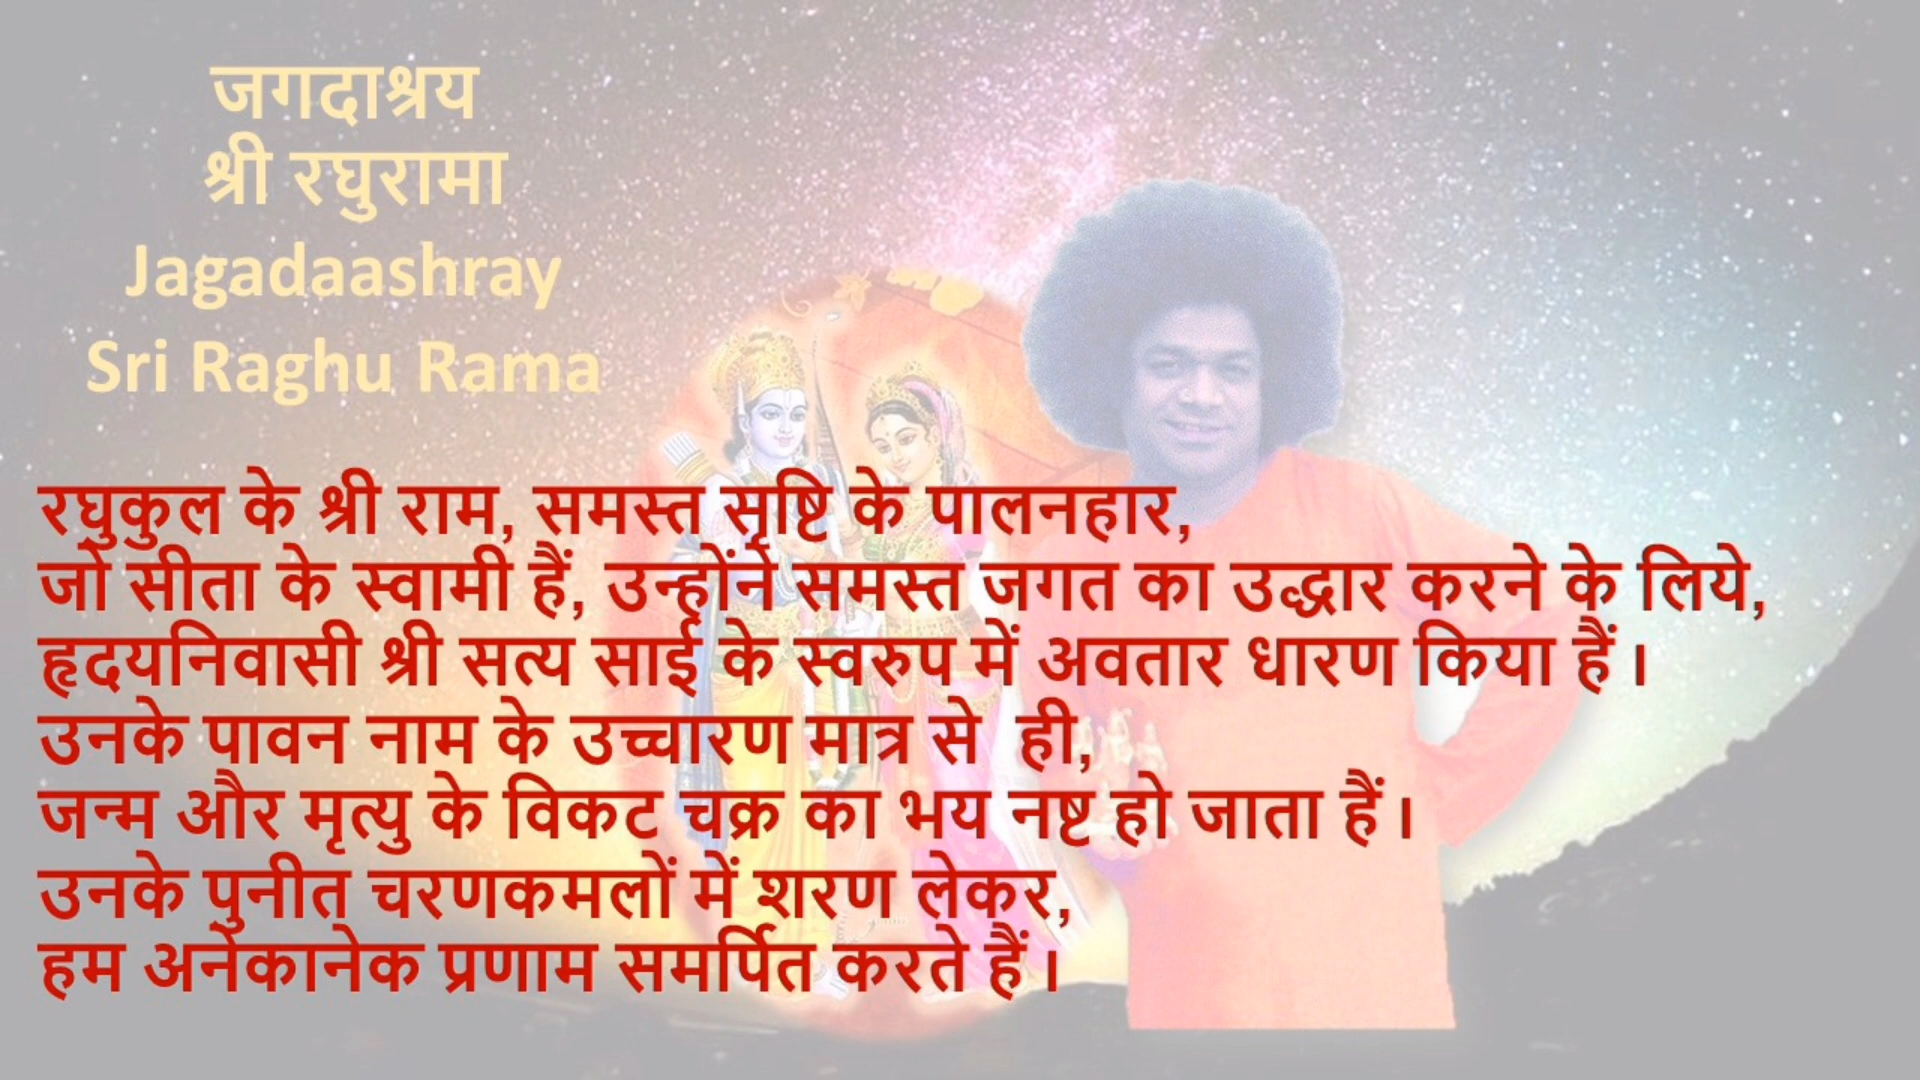 जगदाश्रय
श्री रघुरामा
Jagadaashray
Sri Raghu Rama
रघुकुल के श्री राम, समस्त सृष्टि के पालनहार,
जो सीता के स्वामी हैं, उन्होंने समस्त जगत का उद्धार करने के लिये,
हृदयनिवासी श्री सत्य साई के स्वरुप में अवतार धारण किया हैं।
उनके पावन नाम के उच्चारण मात्र से ही,
जन्म और मृत्यु के विकट चक्र का भय नष्ट हो जाता हैं।
उनके पुनीत चरणकमलों में शरण लेकर,
हम अनेकानेक प्रणाम समर्पित करते हैं।